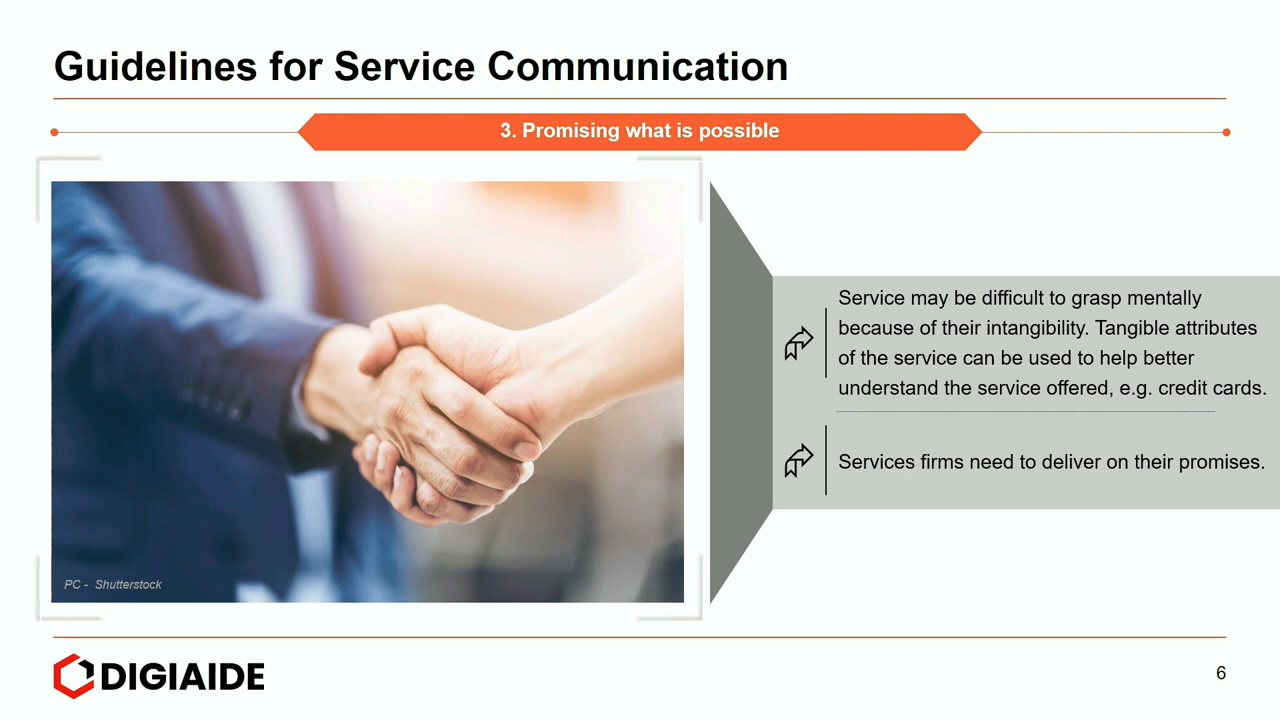 Guidelines for Service Communication
3. Promising what is possible
Service may be difficult to grasp mentally
because of their intangibility. Tangible attributes
of the service can be used to help better
understand the service offered, e.g. credit cards.
Services firms need to deliver on their promises.
PC - Shutterstock
DIGIAIDE
6